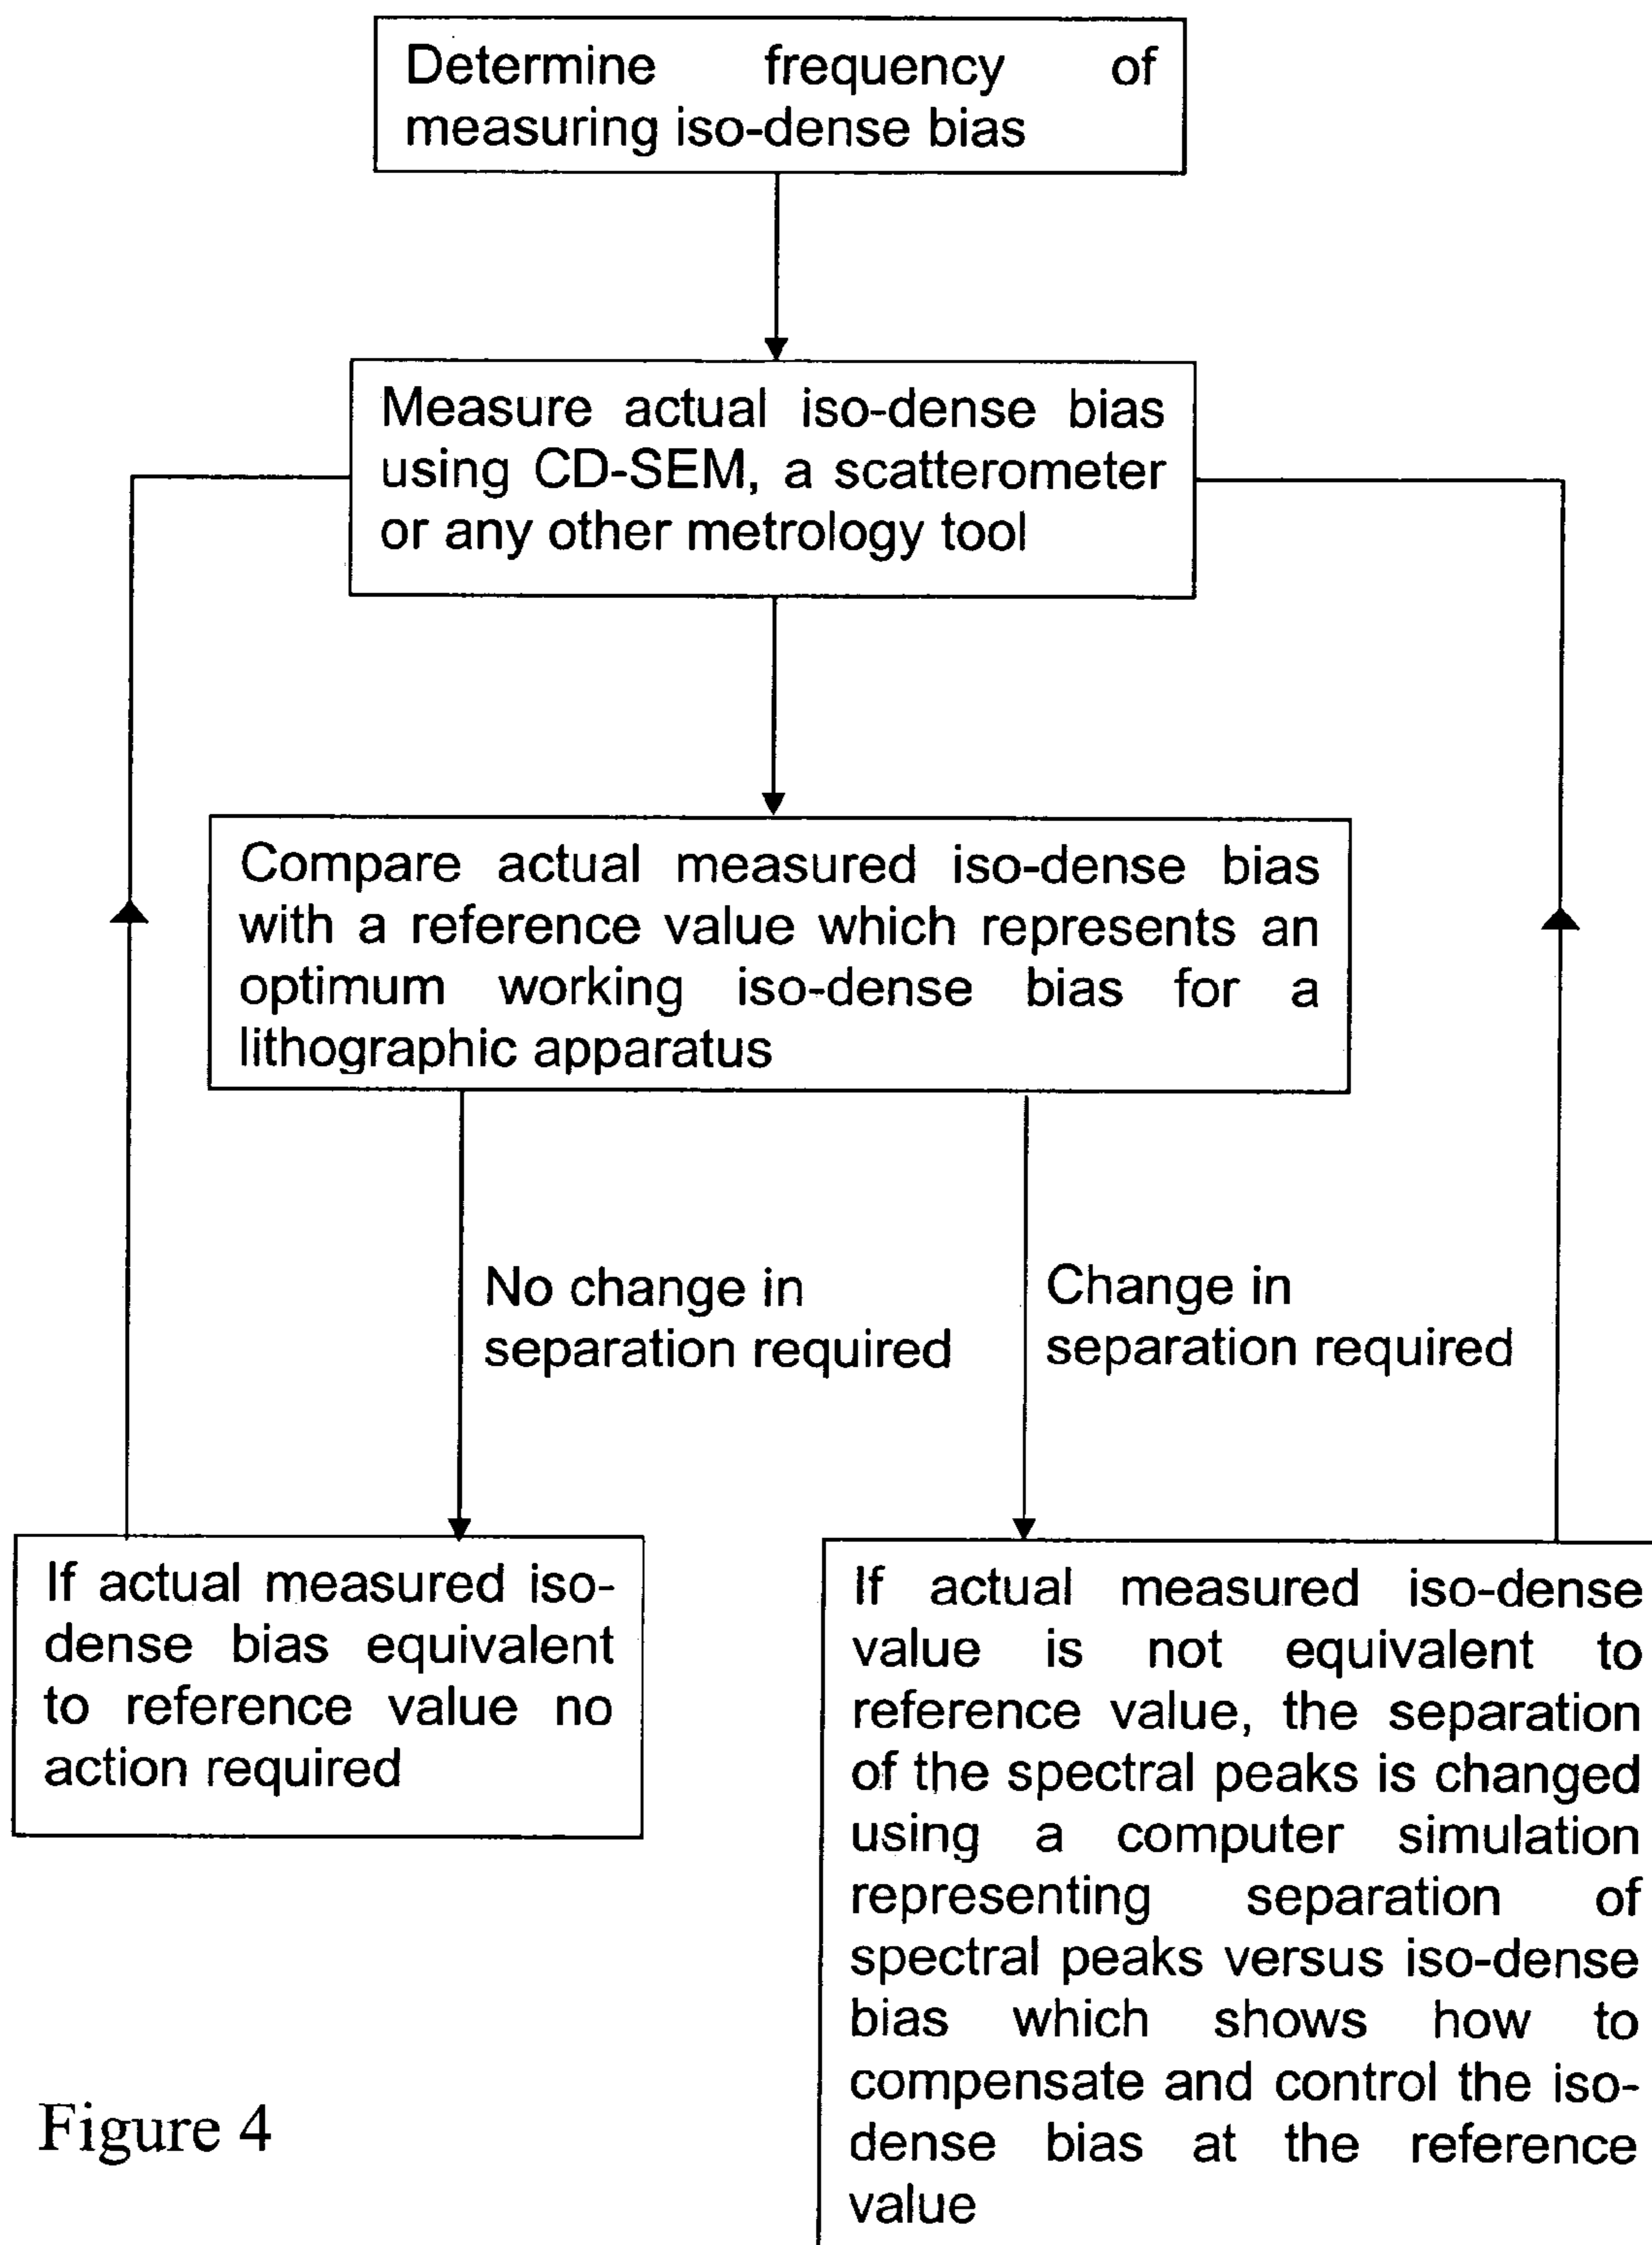 Determine frequency of
measuring iso-dense bias
Measure actual iso-dense bias
using CD-SEM, a scatterometer
or any other metrology tool
Compare actual measured iso-dense bias
with a reference value which represents an
optimum working iso-dense bias for a
lithographic apparatus
No change in
separation required
Change in
separation required
If actual measured iso-
dense bias equivalent
to reference value no
action required
If actual measured iso-dense
value is not equivalent to
reference value, the separation
of the spectral peaks is changed
using a computer simulation
representing separation of
spectral peaks versus iso-dense
bias which shows how to
compensate and control the iso-
dense bias at the reference
value
Figure 4